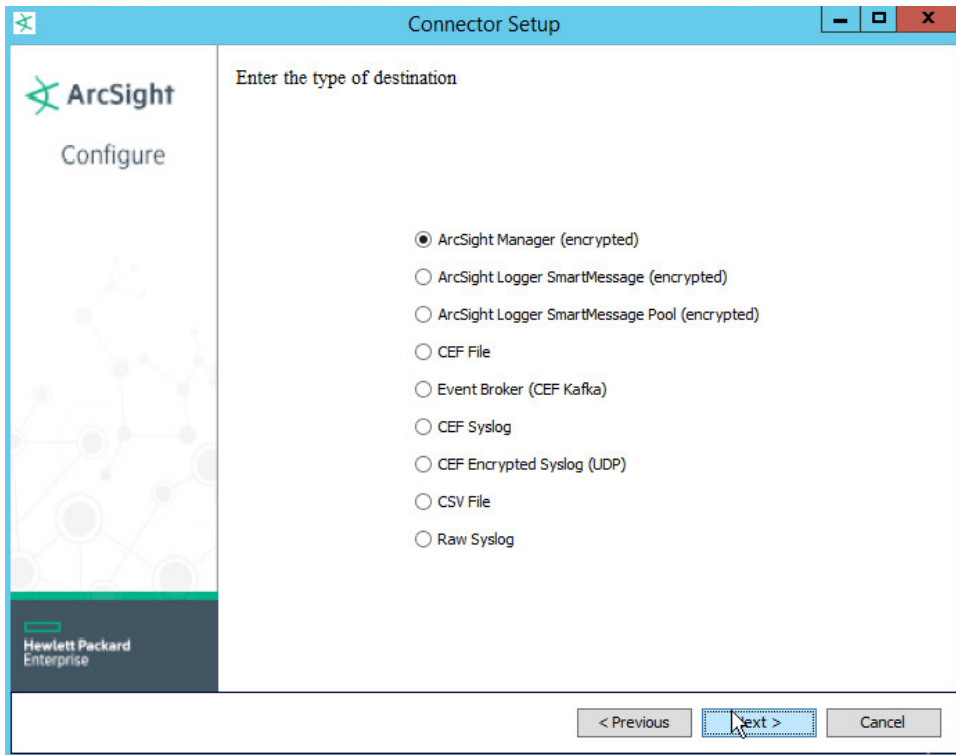 Connector Setup
ArcSight
Configure
Enter the type of destination
ArcSight Manager (encrypted)
ArcSight Logger SmartMessage (encrypted)
ArcSight Logger SmartMessage Pool (encrypted)
CEF File
Event Broker (CEF Kafka)
CEF Syslog
CEF Encrypted Syslog (UDP)
CSV File
Raw Syslog
Hewlett Packard
Enterprise
< Previous
Next >
Cancel